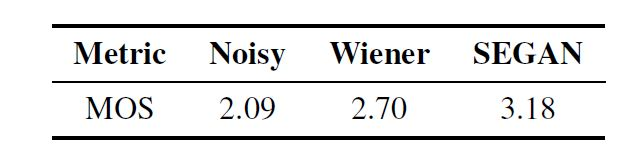 Metric Noisy Wiener SEGAN
MOS 2.09 2.70 3.18